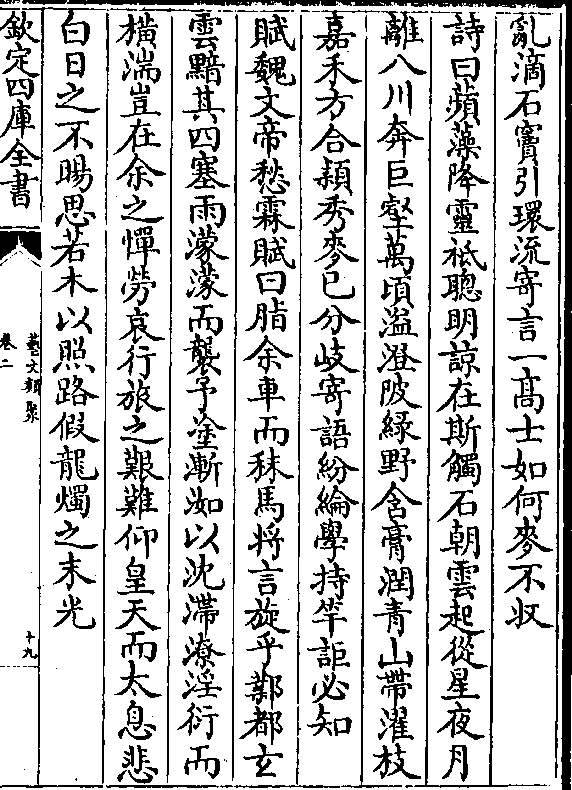 亂滴石竇引環流寄言一髙士如何麥不収
詩曰蘋藻降靈祗聰明諒在斯觸石朝雲起從星夜月
離八川奔巨壑萬頃溢澄陂綠野含膏潤青山帶濯枝
嘉禾方合頴秀麥已分岐寄語紛綸學持竿詎必知
賦魏文帝愁霖賦曰脂余車而秣馬将言旋乎鄴都玄
雲黯其四塞雨濛濛而襲予塗漸洳以沈滯潦淫衍而
横湍豈在余之憚勞哀行旅之艱難仰皇天而太息悲
白日之不暘思若木以照路假龍燭之末光
欽定四庫全書
藝文類聚
卷二
十九